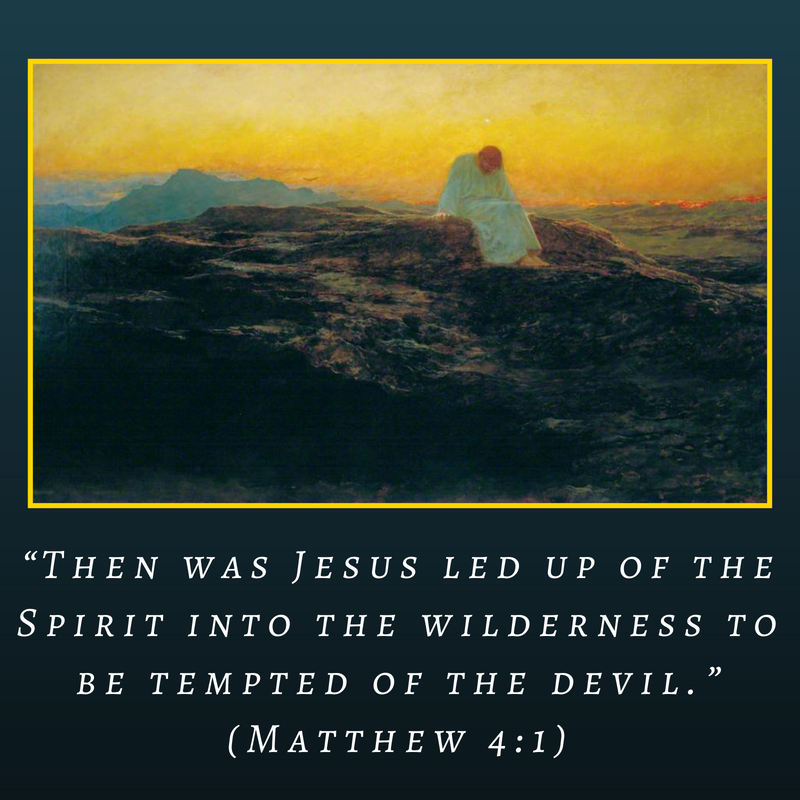 “Then was Jesus led up of the
Spirit into the wilderness to
be tempted of the devil.”
(Matthew 4:1)